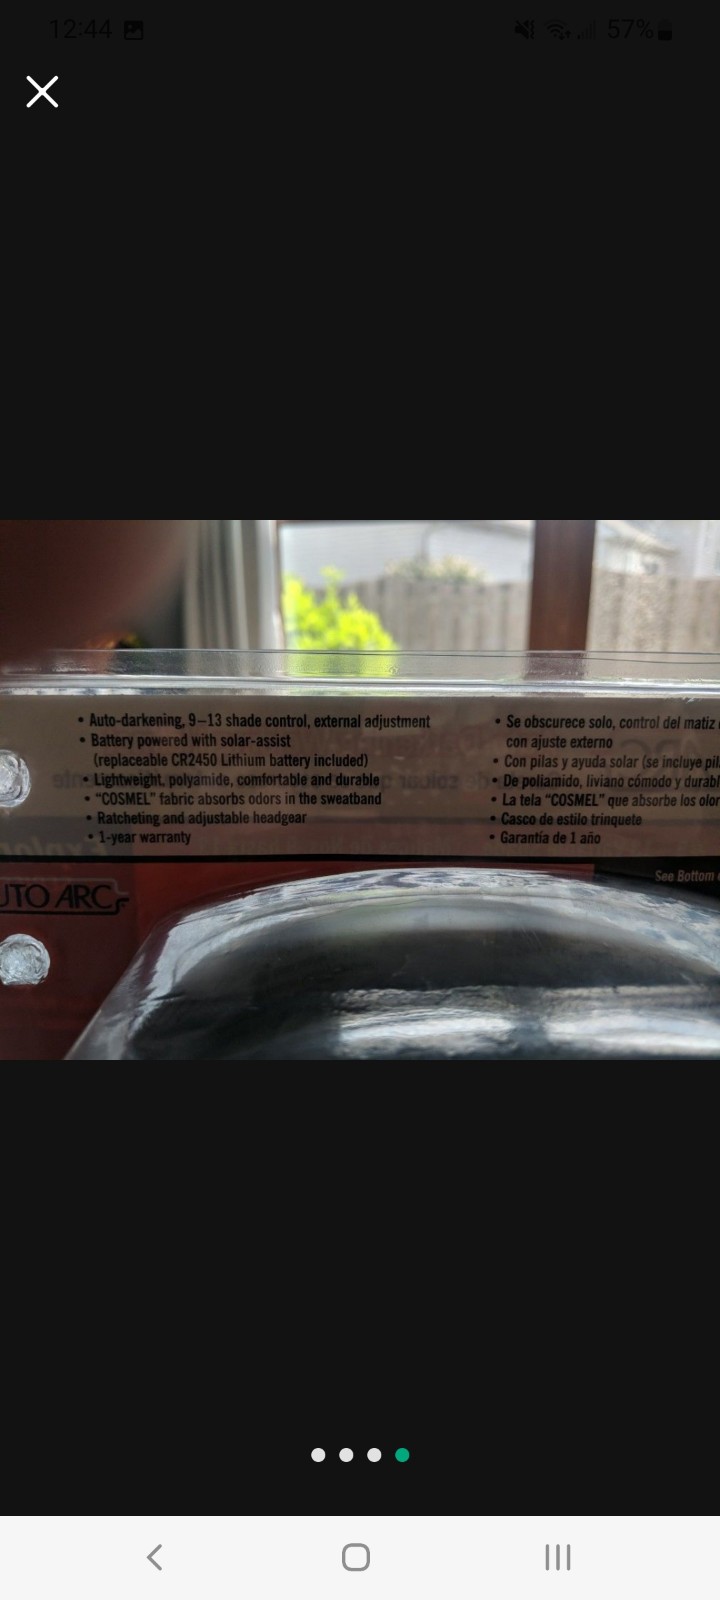 12:44
57%
• Auto-darkening, 9–13 shade control, external adjustment
• Battery powered with solar-assist
(replaceable CR2450 Lithium battery included)
• Lightweight, polyamide, comfortable and durable
• “COSMEL” fabric absorbs odors in the sweatband
• Ratcheting and adjustable headgear
• 1-year warranty
• Se obscurece solo, control del matiz
con ajuste externo
• Con pilas y ayuda solar (se incluye
• De poliamido, liviano cómodo y
• La tela “COSMEL” que absorbe los
• Casco de estilo trinquete
• Garantía de 1 año
See Bottom
ARC